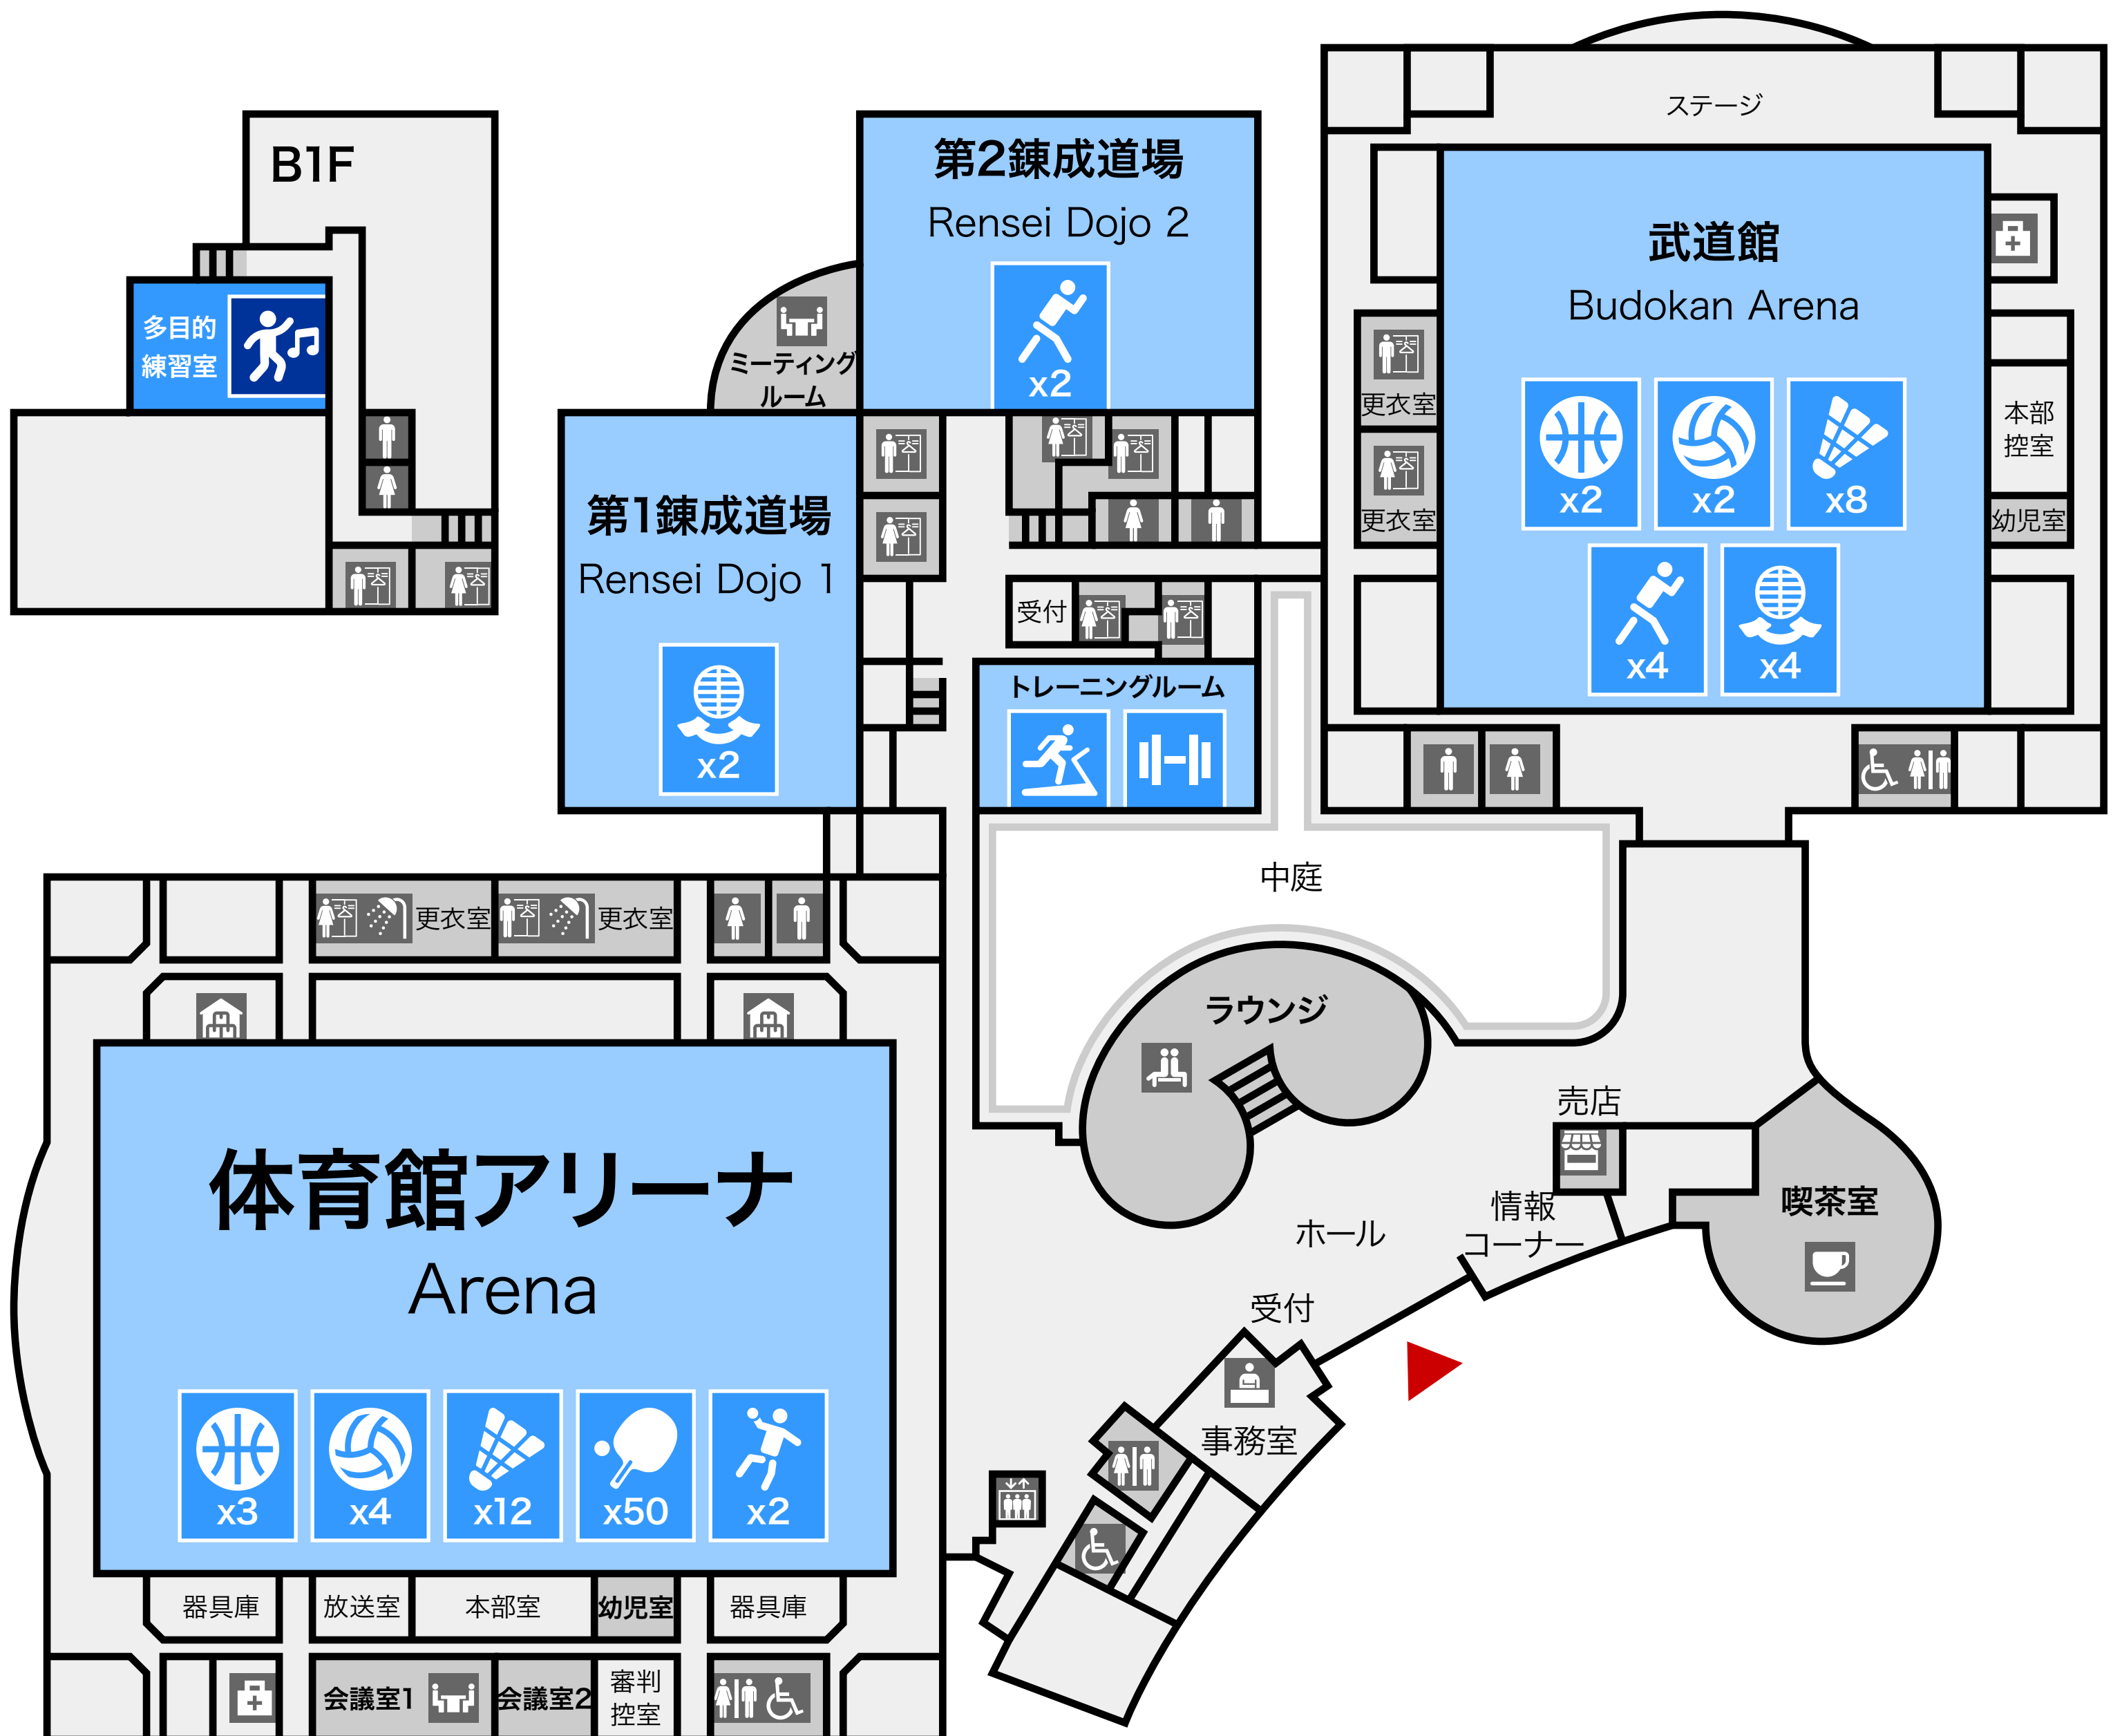 B1F
多目的
練習室
第2錬成道場
Rensei Dojo 2
x2
ミーティング
ルーム
第1錬成道場
Rensei Dojo 1
x2
受付
トレーニングルーム
ステージ
武道館
Budokan Arena
x2
x2
x8
x4
x4
更衣室
更衣室
本部
控室
幼児室
中庭
ラウンジ
売店
情報
コーナー
喫茶室
ホール
受付
事務室
更衣室
更衣室
体育館アリーナ
Arena
x3
x4
x12
x50
x2
器具庫
放送室
本部室
幼児室
器具庫
会議室1
会議室2
審判
控室